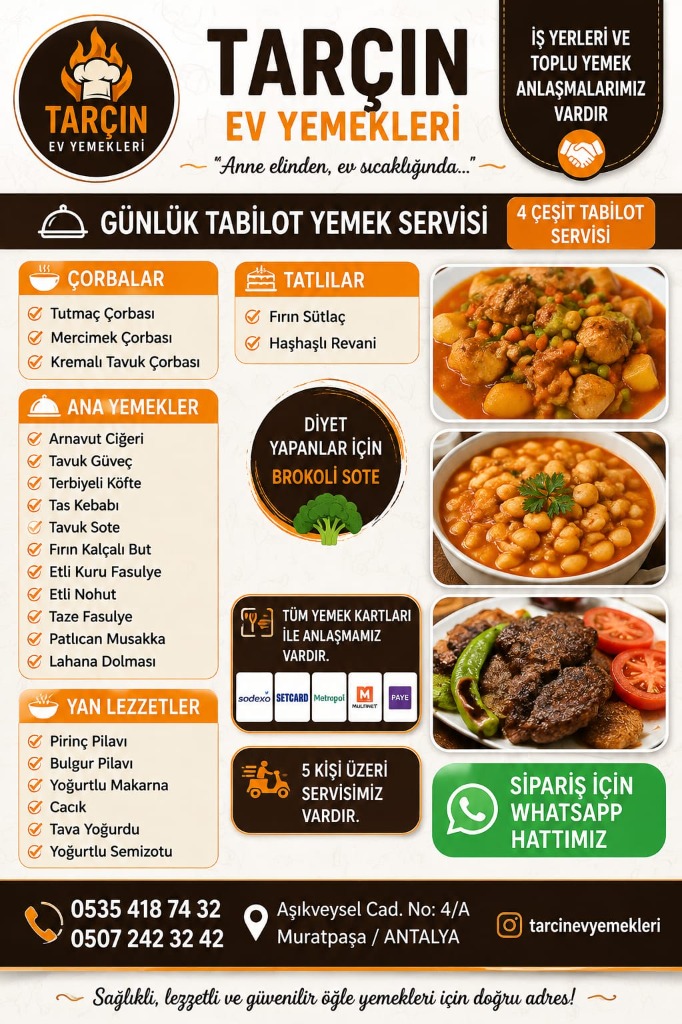 TARÇIN
EV YEMEKLERİ
TARÇIN
EV YEMEKLERİ
"Anne elinden, ev sıcaklığında..."
İŞ YERLERİ VE
TOPLU YEMEK
ANLAŞMALARIMIZ
VARDIR
GÜNLÜK TABİLOT YEMEK SERVİSİ
4 ÇEŞİT TABİLOT
SERVİSİ
ÇORBALAR
Tutmaç Çorbası
Mercimek Çorbası
Kremalı Tavuk Çorbası
TATLILAR
Fırın Sütlaç
Haşhaşlı Revani
ANA YEMEKLER
Arnavut Ciğeri
Tavuk Güveç
Terbiyeli Köfte
Tas Kebabı
Tavuk Sote
Fırın Kalçalı But
Etli Kuru Fasulye
Etli Nohut
Taze Fasulye
Patlıcan Musakka
Lahana Dolması
DİYET
YAPANLAR İÇİN
BROKOLİ SOTE
TÜM YEMEK KARTLARI
İLE ANLAŞMAMIZ
VARDIR.
sodexo
SETCARD
Metropol
M
MULTINET
PAYE
YAN LEZZETLER
Pirinç Pilavı
Bulgur Pilavı
Yoğurtlu Makarna
Cacık
Tava Yoğurdu
Yoğurtlu Semizotu
5 KİŞİ ÜZERİ
SERVİSİMİZ
VARDIR.
SİPARİŞ İÇİN
WHATSAPP
HATTIMIZ
0535 418 74 32
0507 242 32 42
Aşıkveysel Cad. No: 4/A
Muratpaşa / ANTALYA
tarcinevyemekleri
Sağlıkli, lezzetli ve güvenilir öğle yemekleri için doğru adres!